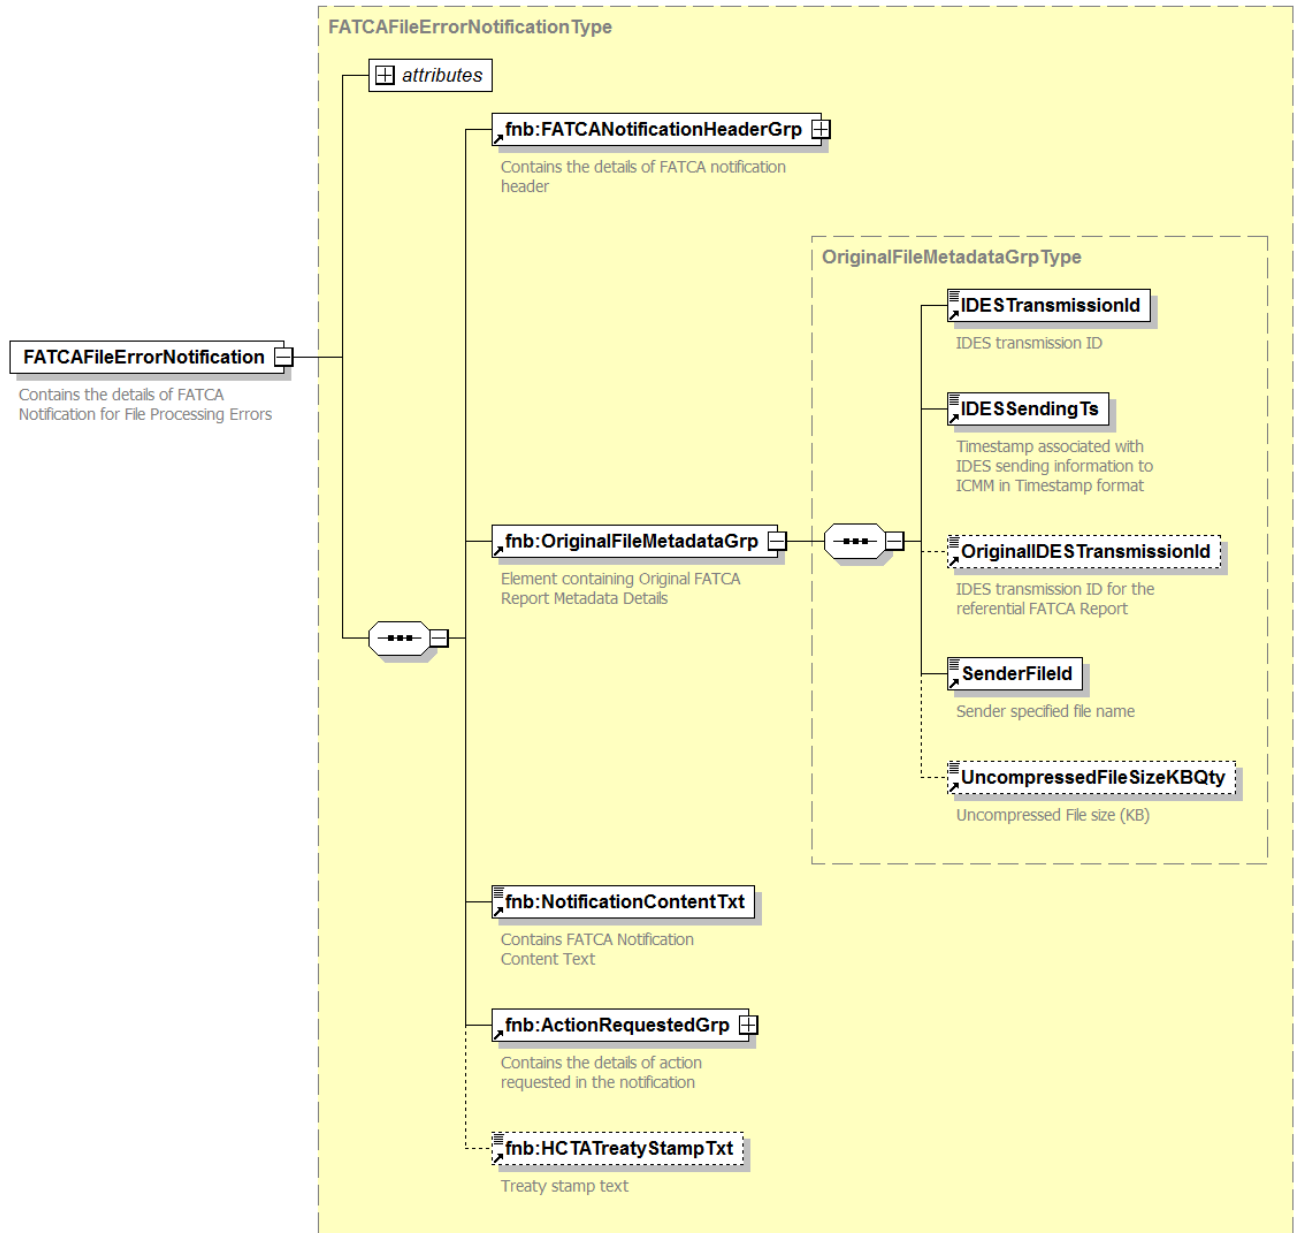 FATCAFileErrorNotificationType
attributes
fnb:FATCANotificationHeaderGrp
Contains the details of FATCA notification
header
OriginalFileMetadataGrpType
IDESTransmissionId
IDES transmission ID
FATCAFileErrorNotification
Contains the details of FATCA
Notification for File Processing Errors
IDESSendingTs
Timestamp associated with
IDES sending information to
ICMM in Timestamp format
fnb:OriginalFileMetadataGrp
Element containing Original FATCA
Report Metadata Details
OriginalIDESTransmissionId
IDES transmission ID for the
referential FATCA Report
SenderFileId
Sender specified file name
UncompressedFileSizeKBQty
Uncompressed File size (KB)
fnb:NotificationContentTxt
Contains FATCA Notification
Content Text
fnb:ActionRequestedGrp
Contains the details of action
requested in the notification
fnb:HCTATreatyStampTxt
Treaty stamp text